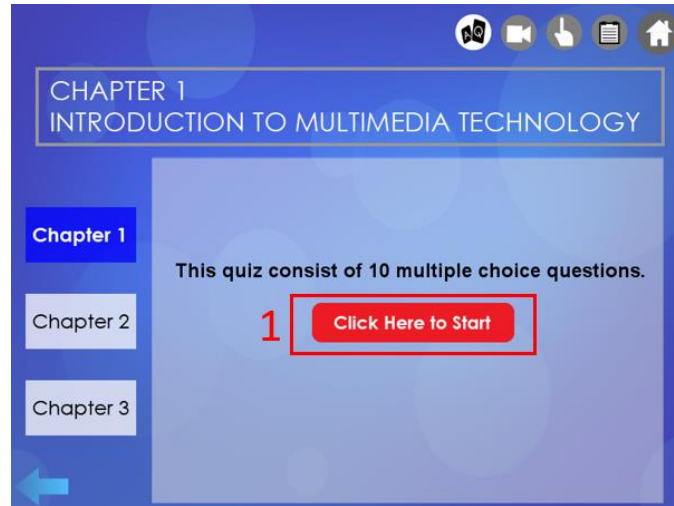 AQ
CHAPTER 1
INTRODUCTION TO MULTIMEDIA TECHNOLOGY
Chapter 1
This quiz consist of 10 multiple choice questions.
1
Click Here to Start
Chapter 2
Chapter 3